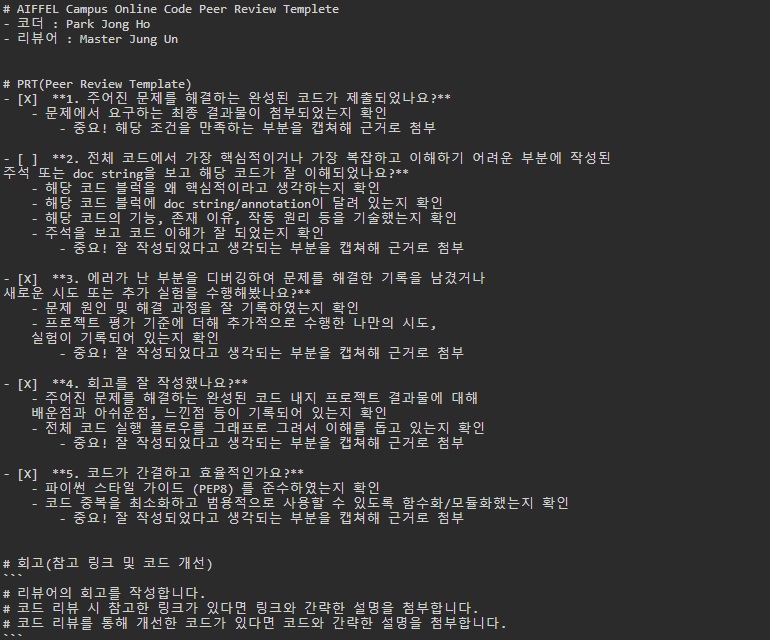 # AIFFEL Campus Online Code Peer Review Templete
- 코더 : Park Jong Ho
- 리뷰어 : Master Jung Un
# PRT(Peer Review Template)
- [X]  **1. 주어진 문제를 해결하는 완성된 코드가 제출되었나요?**
- 문제에서 요구하는 최종 결과물이 첨부되었는지 확인
- 중요! 해당 조건을 만족하는 부분을 캡쳐해 근거로 첨부
- [ ]  **2. 전체 코드에서 가장 핵심적이거나 가장 복잡하고 이해하기 어려운 부분에 작성된
주석 또는 doc string을 보고 해당 코드가 잘 이해되었나요?**
- 해당 코드 블럭을 왜 핵심적이라고 생각하는지 확인
- 해당 코드 블럭에 doc string/annotation이 달려 있는지 확인
- 해당 코드의 기능, 존재 이유, 작동 원리 등을 기술했는지 확인
- 주석을 보고 코드 이해가 잘 되었는지 확인
- 중요! 잘 작성되었다고 생각되는 부분을 캡쳐해 근거로 첨부
- [X]  **3. 에러가 난 부분을 디버깅하여 문제를 해결한 기록을 남겼거나
새로운 시도 또는 추가 실험을 수행해봤나요?**
- 문제 원인 및 해결 과정을 잘 기록하였는지 확인
- 프로젝트 평가 기준에 더해 추가적으로 수행한 나만의 시도,
실험이 기록되어 있는지 확인
- 중요! 잘 작성되었다고 생각되는 부분을 캡쳐해 근거로 첨부
- [X]  **4. 회고를 잘 작성했나요?**
- 주어진 문제를 해결하는 완성된 코드 내지 프로젝트 결과물에 대해
배운점과 아쉬운점, 느낀점 등이 기록되어 있는지 확인
- 전체 코드 실행 플로우를 그래프로 그려서 이해를 돕고 있는지 확인
- 중요! 잘 작성되었다고 생각되는 부분을 캡쳐해 근거로 첨부
- [X]  **5. 코드가 간결하고 효율적인가요?**
- 파이썬 스타일 가이드 (PEP8) 를 준수하였는지 확인
- 코드 중복을 최소화하고 범용적으로 사용할 수 있도록 함수화/모듈화했는지 확인
- 중요! 잘 작성되었다고 생각되는 부분을 캡쳐해 근거로 첨부
# 회고(참고 링크 및 코드 개선)
```
# 리뷰어의 회고를 작성합니다.
# 코드 리뷰 시 참고한 링크가 있다면 링크와 간략한 설명을 첨부합니다.
# 코드 리뷰를 통해 개선한 코드가 있다면 코드와 간략한 설명을 첨부합니다.
```